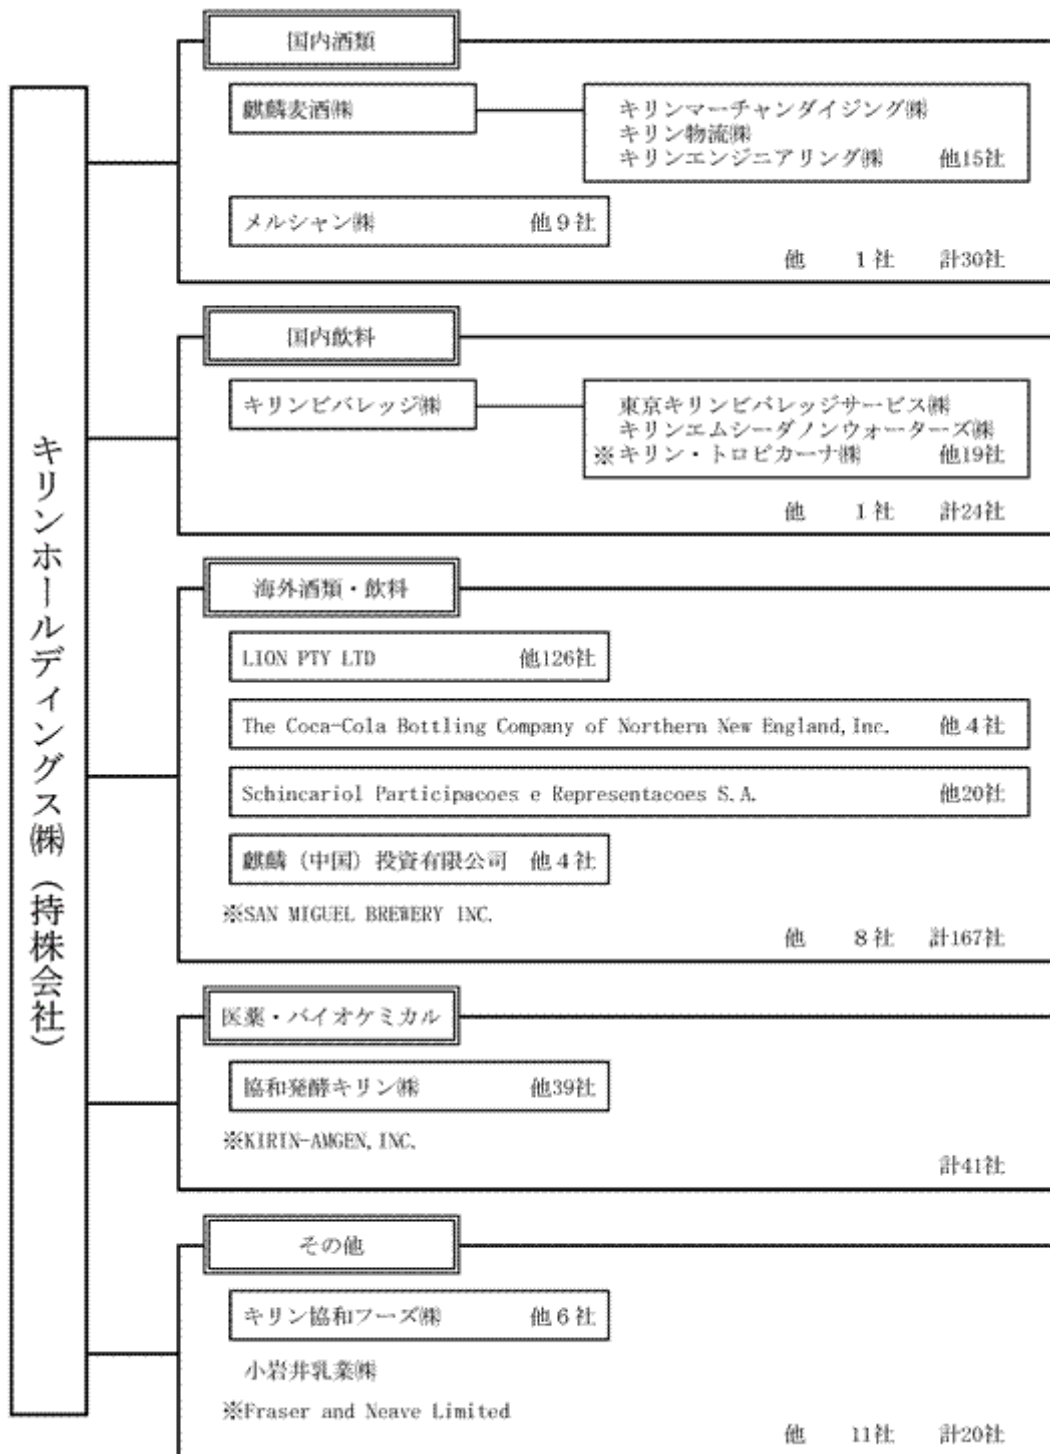 キリンホールディングス㈱（持株会社）
国内酒類
麒麟麦酒㈱
キリンマーチャンダイジング㈱
キリン物流㈱
キリンエンジニアリング㈱ 他15社
メルシャン㈱ 他９社
他 １社 計30社
国内飲料
キリンビバレッジ㈱
東京キリンビバレッジサービス㈱
キリンエムシーダノンウォーターズ㈱
※キリン・トロピカーナ㈱ 他19社
他 １社 計24社
海外酒類・飲料
LION PTY LTD 他126社
The Coca-Cola Bottling Company of Northern New England,Inc. 他４社
Schincariol Participacoes e Representacoes S.A. 他20社
麒麟（中国）投資有限公司 他４社
※SAN MIGUEL BREWERY INC.
他 ８社 計167社
医薬・バイオケミカル
協和発酵キリン㈱ 他39社
※KIRIN-AMGEN,INC.
計41社
その他
キリン協和フーズ㈱ 他６社
小岩井乳業㈱
※Fraser and Neave Limited
他 11社 計20社